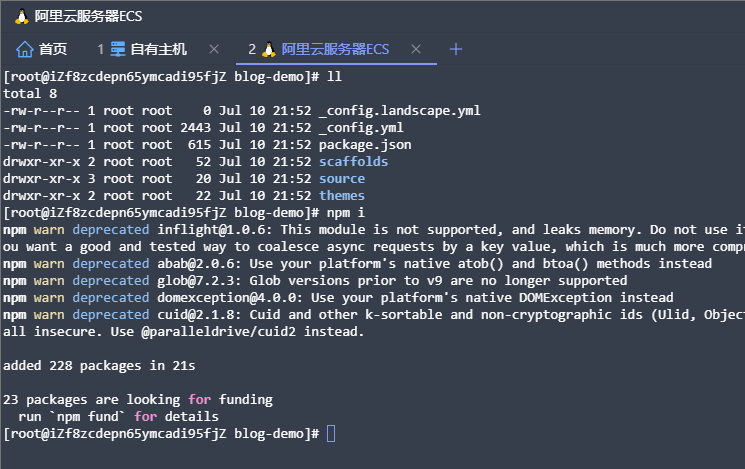 阿里云服务器ECS
首页 1 自有主机 × 2 阿里云服务器ECS × +
[root@iZf8zcdepn65ymcadi95fjZ blog-demo]# ll
total 8
-rw-r--r-- 1 root root    0 Jul 10 21:52 _config.landscape.yml
-rw-r--r-- 1 root root 2443 Jul 10 21:52 _config.yml
-rw-r--r-- 1 root root  615 Jul 10 21:52 package.json
drwxr-xr-x 2 root root   52 Jul 10 21:52 scaffolds
drwxr-xr-x 3 root root   20 Jul 10 21:52 source
drwxr-xr-x 2 root root   22 Jul 10 21:52 themes
[root@iZf8zcdepn65ymcadi95fjZ blog-demo]# npm i
npm warn deprecated inflight@1.0.6: This module is not supported, and leaks memory. Do not use i
ou want a good and tested way to coalesce async requests by a key value, which is much more comp
npm warn deprecated abab@2.0.6: Use your platform's native atob() and btoa() methods instead
npm warn deprecated glob@7.2.3: Glob versions prior to v9 are no longer supported
npm warn deprecated domexception@4.0.0: Use your platform's native DOMException instead
npm warn deprecated cuid@2.1.8: Cuid and other k-sortable and non-cryptographic ids (Ulid, Objec
all insecure. Use @paralleldrive/cuid2 instead.
added 228 packages in 21s
23 packages are looking for funding
  run `npm fund` for details
[root@iZf8zcdepn65ymcadi95fjZ blog-demo]#